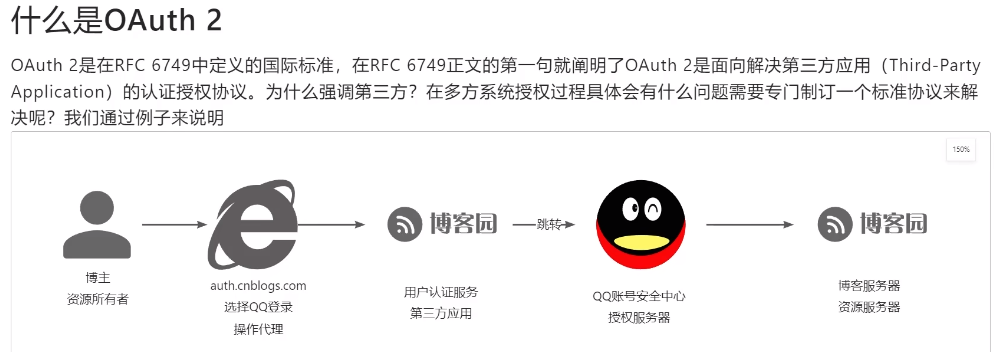 什么是OAuth 2
OAuth 2是在RFC 6749中定义的国际标准，在RFC 6749正文的第一句就阐明了OAuth 2是面向解决第三方应用（Third-Party
Application）的认证授权协议。为什么强调第三方？在多方系统授权过程具体会有什么问题需要专门制订一个标准协议来解
决呢？我们通过例子来说明
150%
博客园
跳转
博客园
博主
资源所有者
auth.cnblogs.com
选择QQ登录
操作代理
用户认证服务
第三方应用
QQ账号安全中心
授权服务器
博客服务器
资源服务器